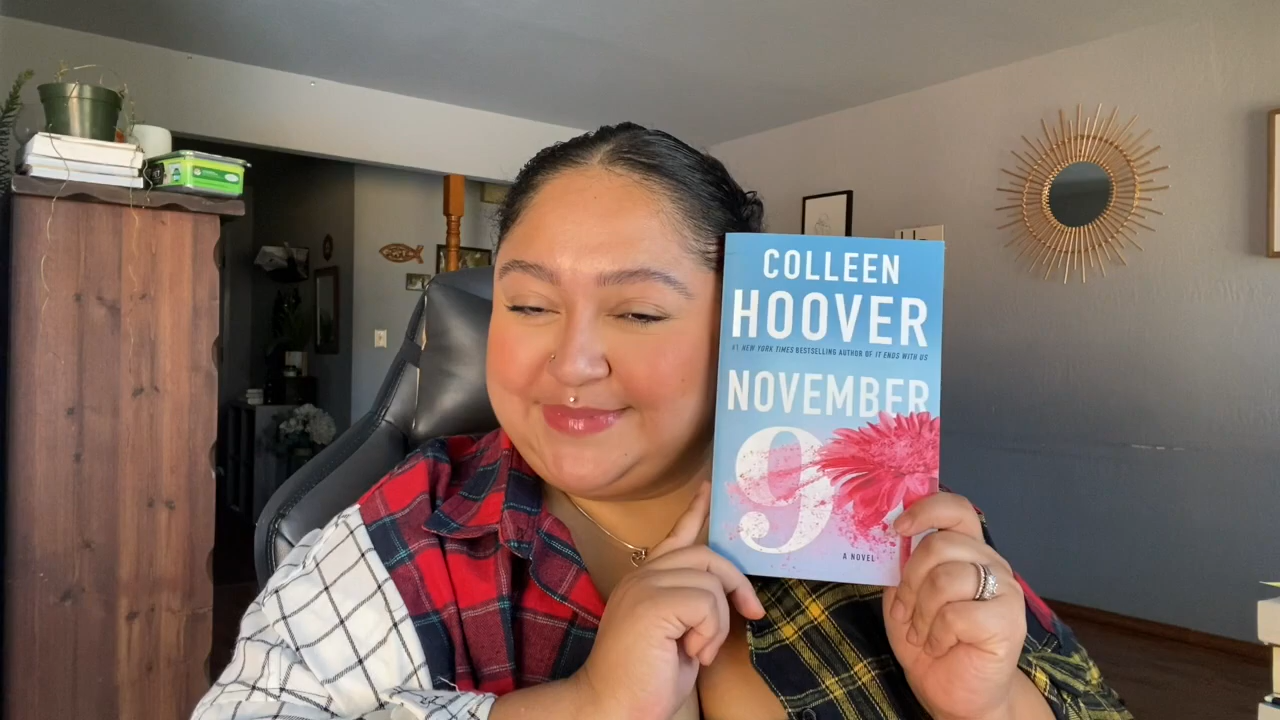 COLLEEN
HOOVER
#1 NEW YORK TIMES BESTSELLING AUTHOR OF IT ENDS WITH US
NOVEMBER
9
A NOVEL